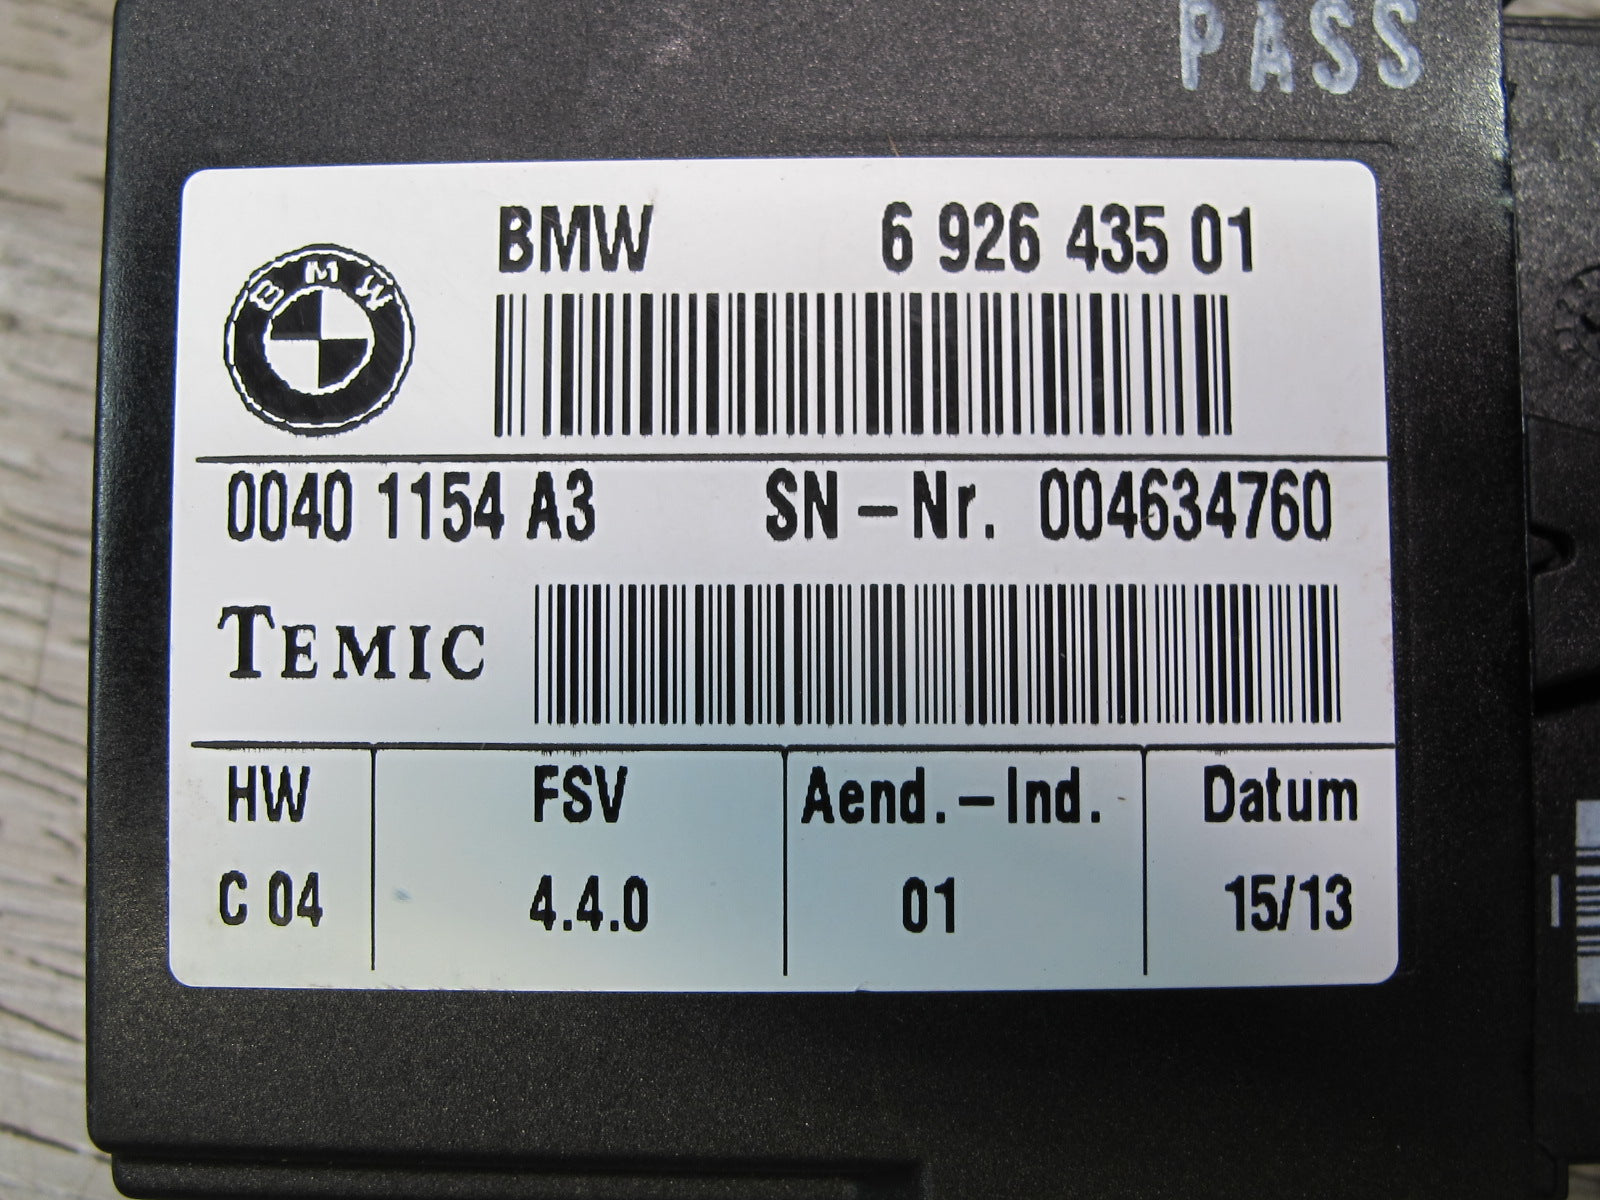 PASS
BMW 6 926 435 01
BMW
0040 1154 A3 SN-Nr. 004634760
TEMIC
HW FSV Aend.-Ind. Datum
C 04 4.4.0 01 15/13